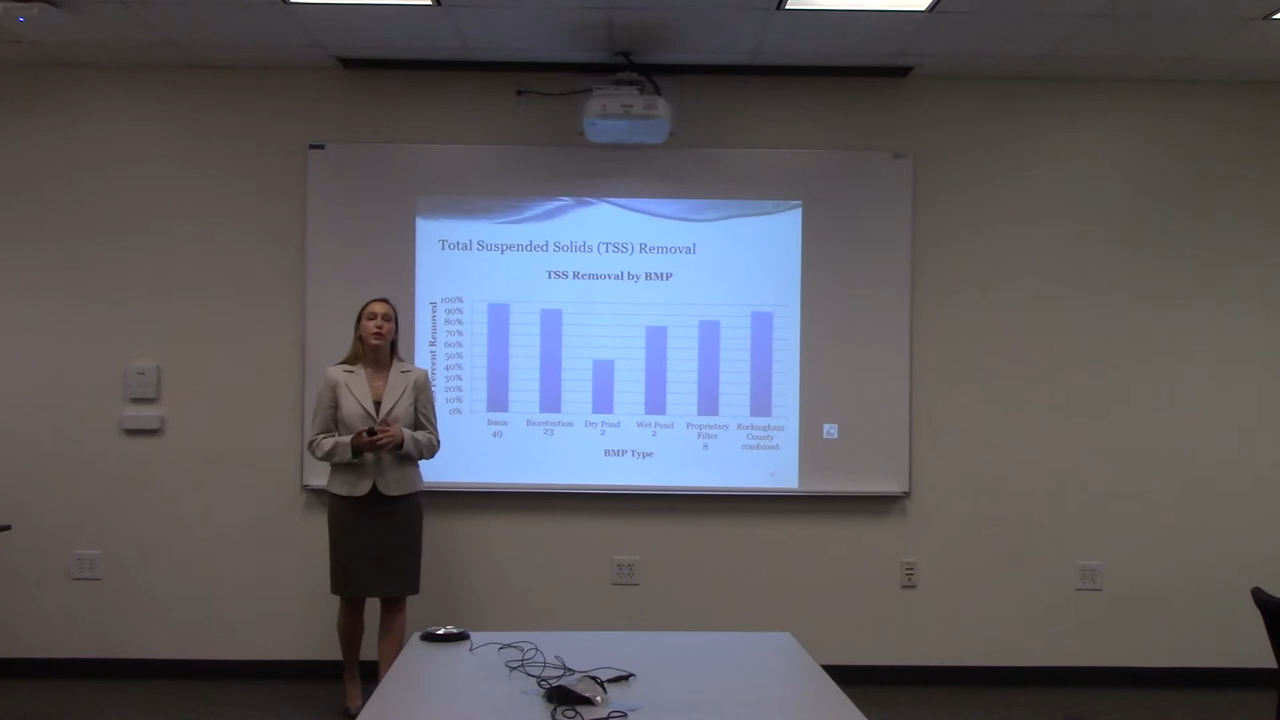 Total Suspended Solids (TSS) Removal
TSS Removal by BMP
Percent Removed
100%
90%
80%
70%
60%
50%
40%
30%
20%
10%
0%
Basin
49
Bioretention
23
Dry Pond
2
Wet Pond
2
Proprietary
Filter
8
Rockingham
County
combined
BMP Type